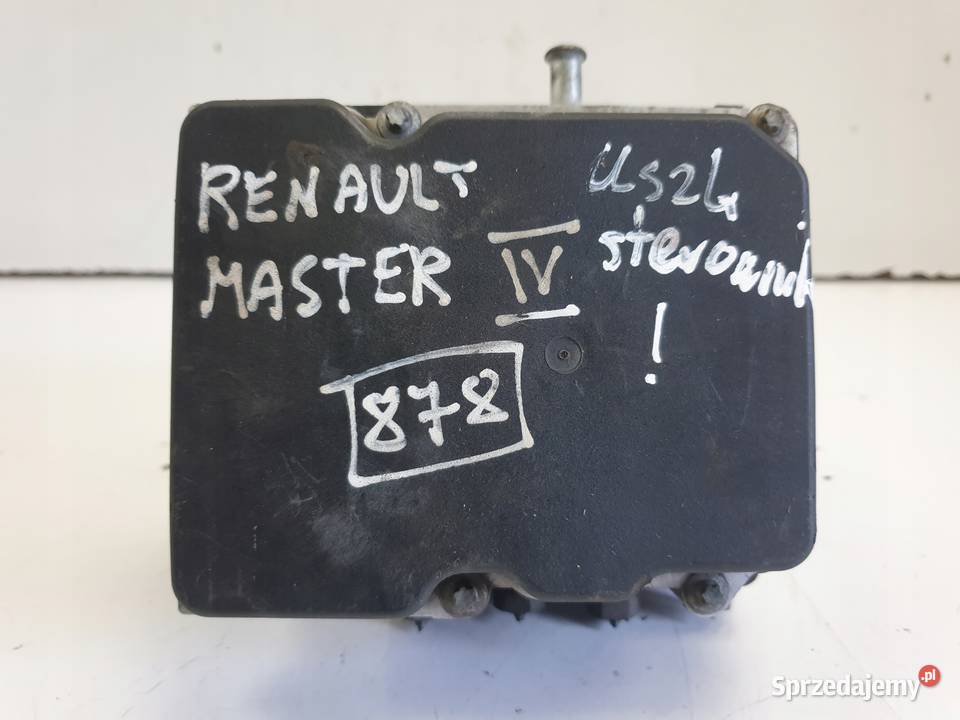 RENAULT
MASTER IV
878
uszk
sterownik
!
Sprzedajemy.pl